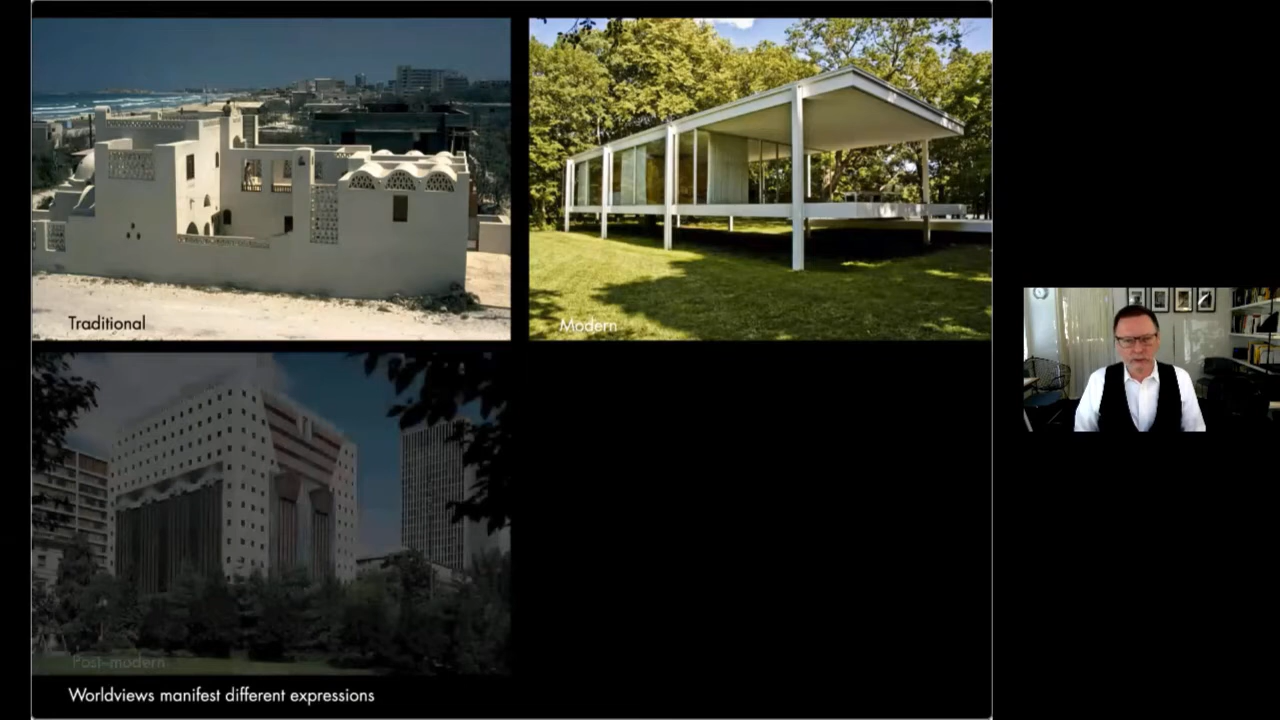 Traditional
Modern
Post-modern
Worldviews manifest different expressions